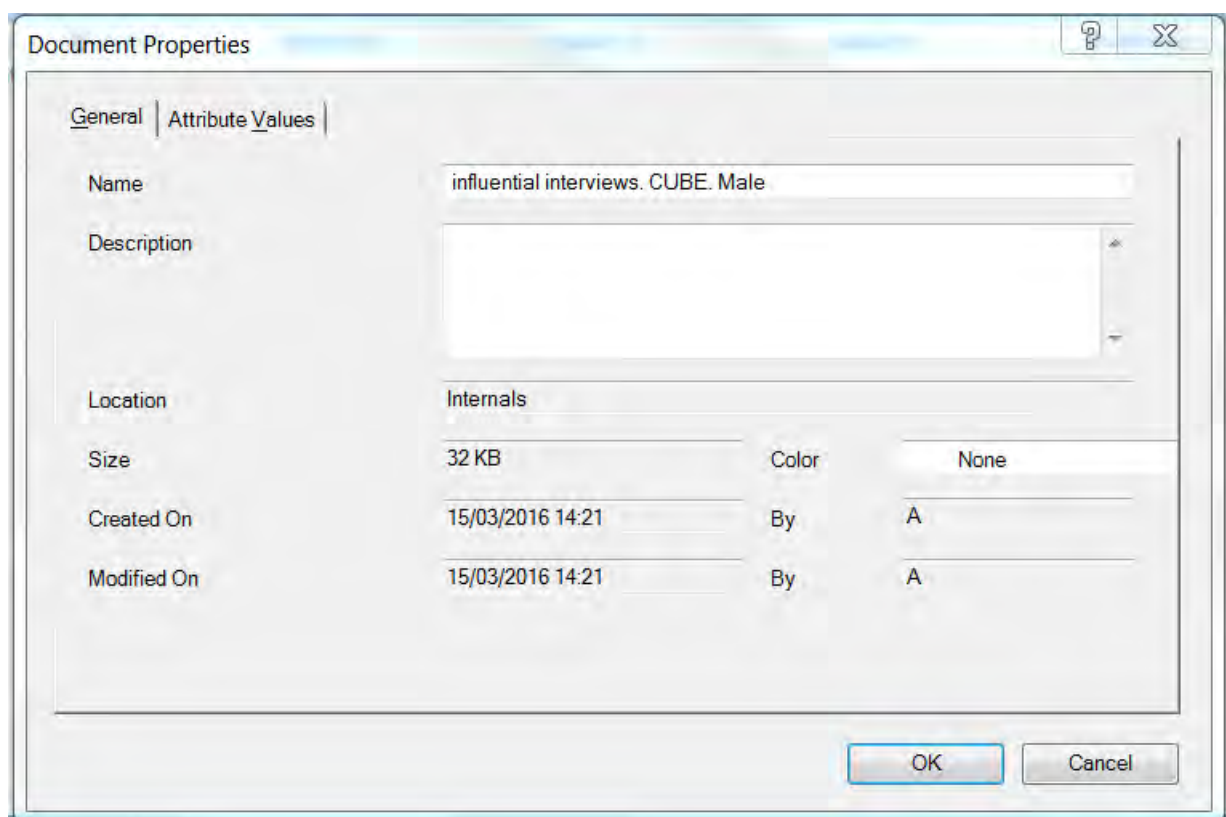 Document Properties
General Attribute Values
Name influential interviews. CUBE. Male
Description
Location Internals
Size 32 KB Color None
Created On 15/03/2016 14:21 By A
Modified On 15/03/2016 14:21 By A
OK Cancel